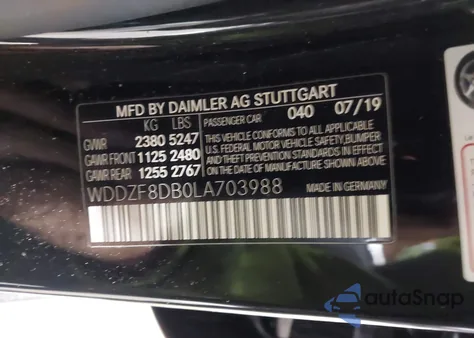 MFD BY DAIMLER AG STUTTGART
KG LBS PASSENGER CAR 040 07/19
GVWR 2380 5247
GAWR FRONT 1125 2480
GAWR REAR 1255 2767
THIS VEHICLE CONFORMS TO ALL APPLICABLE
U.S. FEDERAL MOTOR VEHICLE SAFETY, BUMPER
AND THEFT PREVENTION STANDARDS IN EFFECT
ON THE DATE OF MANUFACTURE SHOWN ABOVE.
WDDZF8DB0LA703988 MADE IN GERMANY
autoSnap